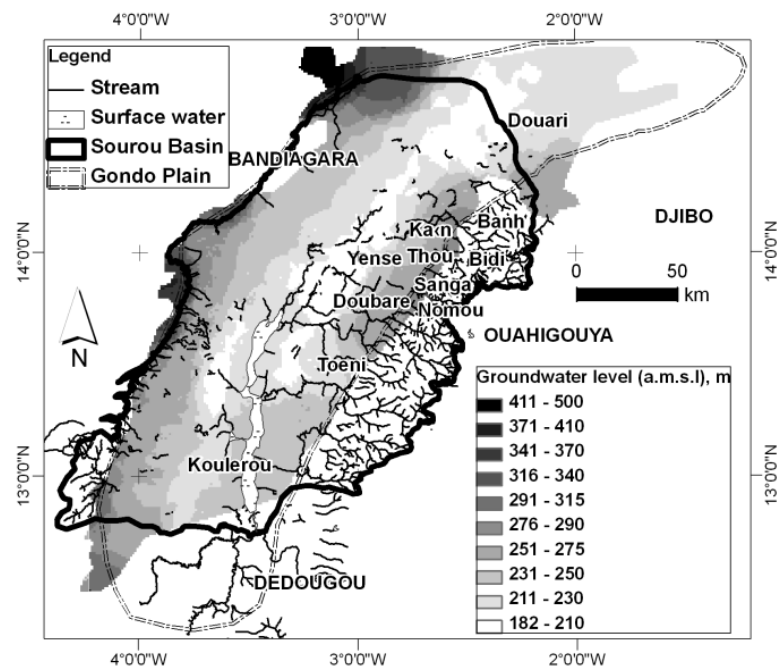 4°0'0"W 3°0'0"W 2°0'0"W
Legend
Stream
Surface water
Sourou Basin
Gondo Plain
Douari
BANDIAGARA
Banh
DJIBO
Kain
14°0'0"N
14°0'0"N
Yense Thou Bidi
0 50
km
Sanga
Doubare
Nomou
N
OUAHIGOUYA
Toeni
Groundwater level (a.m.s.l), m
411 - 500
371 - 410
341 - 370
316 - 340
291 - 315
276 - 290
251 - 275
231 - 250
211 - 230
182 - 210
Koulerou
13°0'0"N
13°0'0"N
DEDOUGOU
4°0'0"W 3°0'0"W 2°0'0"W